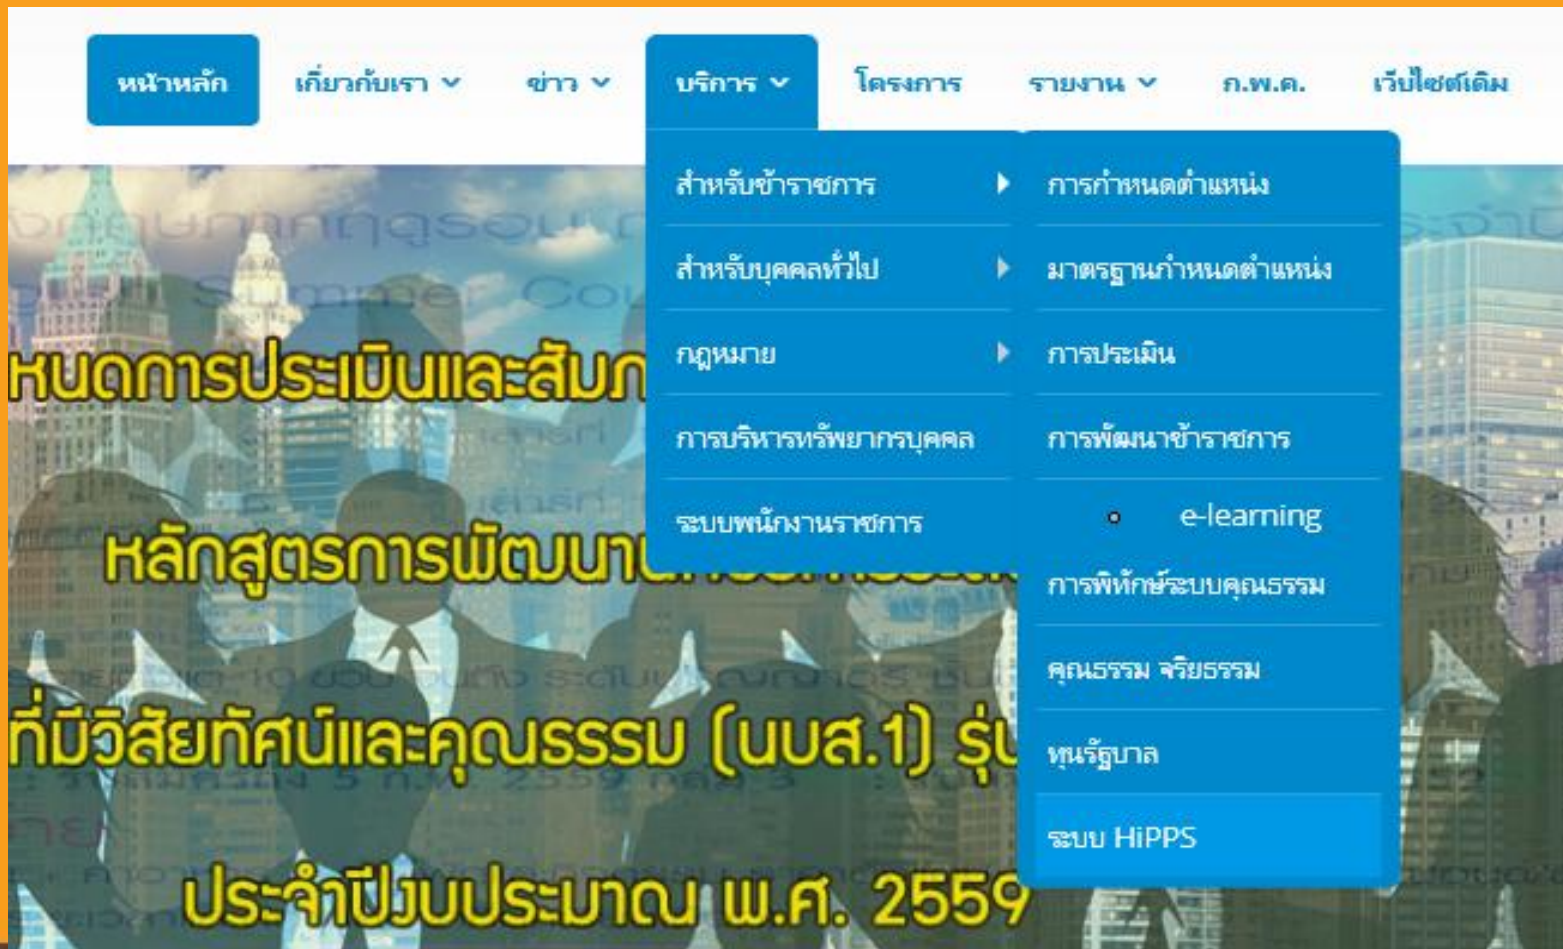 หน้าหลัก เกี่ยวกับเรา ข่าว บริการ โครงการ รายงาน ก.พ.ค. เว็บไซต์เดิม
สำหรับข้าราชการ
สำหรับบุคคลทั่วไป
กฎหมาย
การบริหารทรัพยากรบุคคล
ระบบพนักงานราชการ
การกำหนดตำแหน่ง
มาตรฐานกำหนดตำแหน่ง
การประเมิน
การพัฒนาข้าราชการ
e-learning
การพิทักษ์ระบบคุณธรรม
คุณธรรม จริยธรรม
ทุนรัฐบาล
ระบบ HiPPS
Summer
หนดการประเมินและสัมภ
หลักสูตรการพัฒนา
ที่มีวิสัยทัศน์และคุณธรรม (นบส.1) รุ่
ประจำปีงบประมาณ พ.ศ. 2559